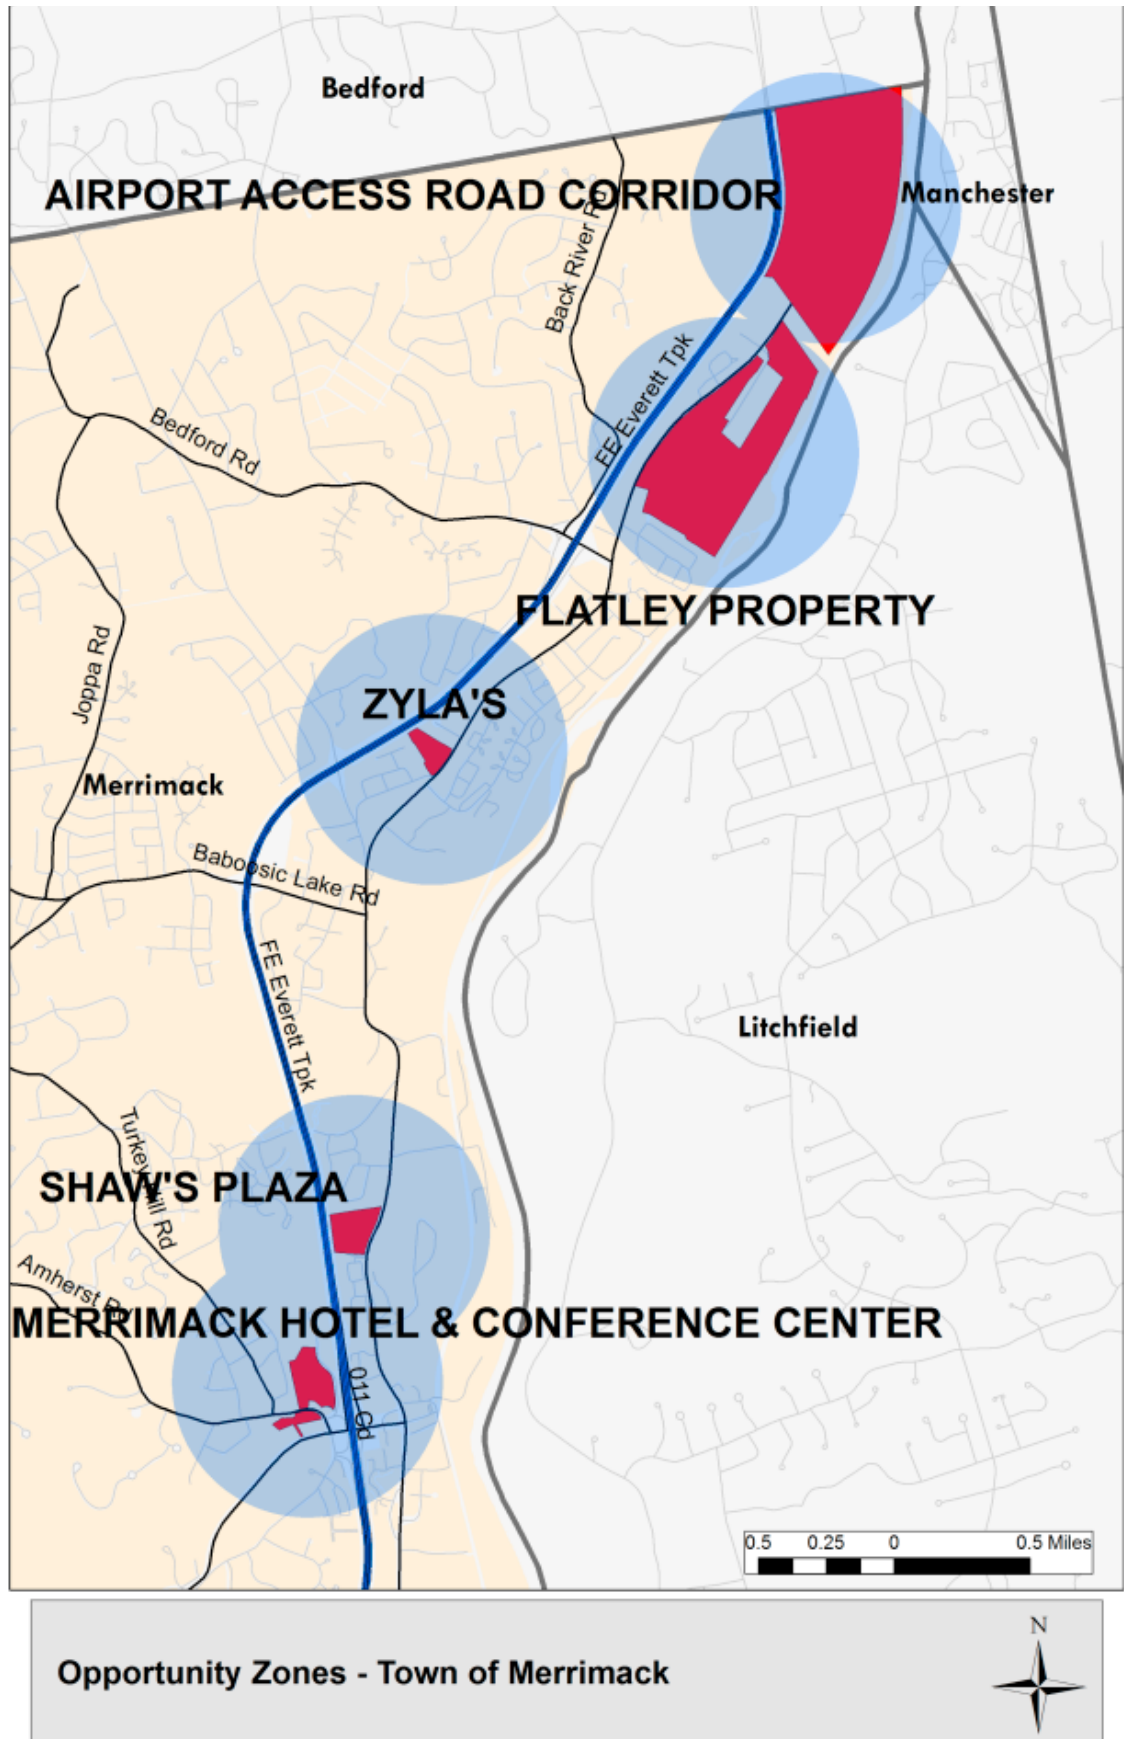 Bedford
AIRPORT ACCESS ROAD CORRIDOR
Manchester
Back River Rd
FE Everett Tpk
Bedford Rd
FLATLEY PROPERTY
Joppa Rd
ZYLA'S
Merrimack
Baboosic Lake Rd
FE Everett Tpk
Litchfield
Turkey Hill Rd
SHAW'S PLAZA
Amherst Rd
MERRIMACK HOTEL & CONFERENCE CENTER
0.5 0.25 0 0.5 Miles
N
Opportunity Zones - Town of Merrimack